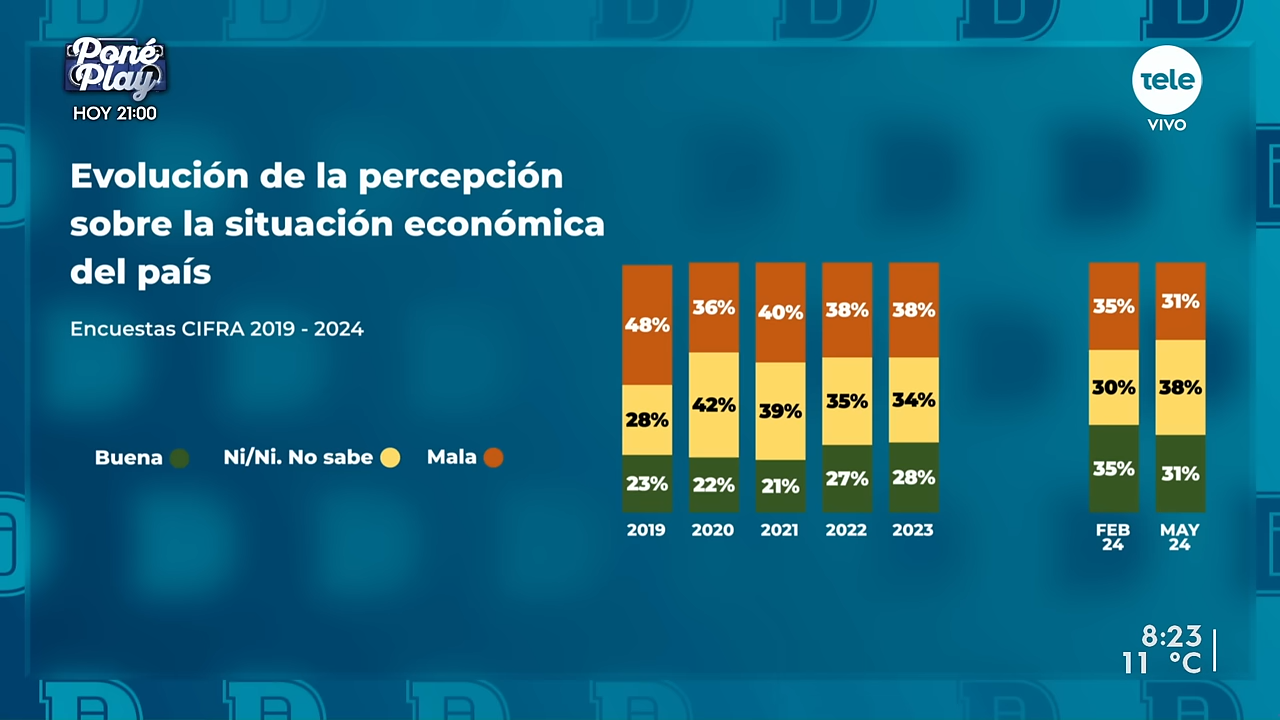 Poné
Play
HOY 21:00
tele
VIVO
Evolución de la percepción
sobre la situación económica
del país
Encuestas CIFRA 2019 - 2024
Buena
Ni/Ni. No sabe
Mala
48%
36%
40%
38%
38%
35%
31%
28%
42%
39%
35%
34%
30%
38%
23%
22%
21%
27%
28%
35%
31%
2019
2020
2021
2022
2023
FEB
24
MAY
24
8:23
11 °C